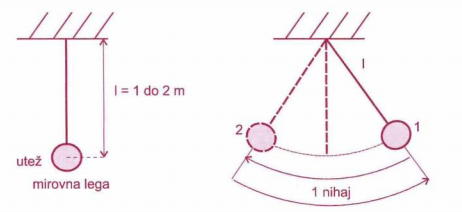 l = 1 do 2 m
utež
mirovna lega
l
1
2
1 nihaj